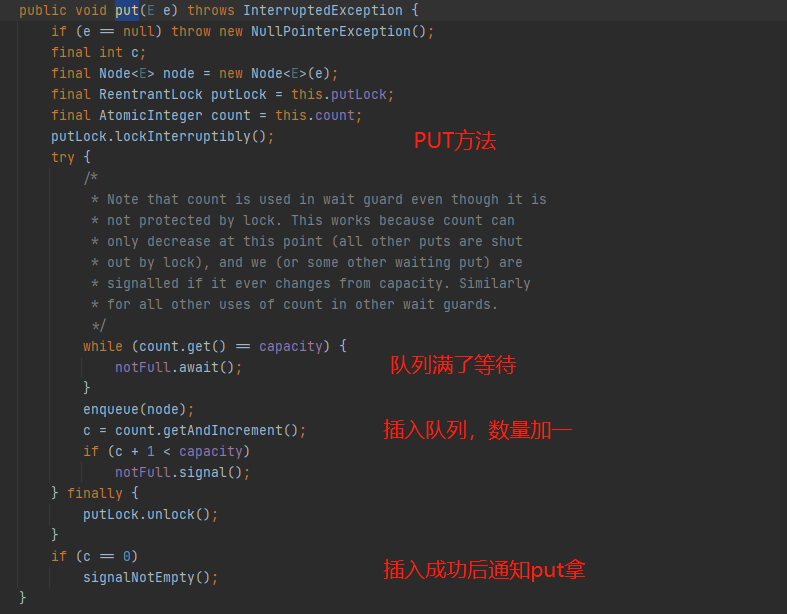 public void put(E e) throws InterruptedException {
if (e == null) throw new NullPointerException();
final int c;
final Node<E> node = new Node<E>(e);
final ReentrantLock putLock = this.putLock;
final AtomicInteger count = this.count;
putLock.lockInterruptibly();
PUT方法
try {
/*
* Note that count is used in wait guard even though it is
* not protected by lock. This works because count can
* only decrease at this point (all other puts are shut
* out by lock), and we (or some other waiting put) are
* signalled if it ever changes from capacity. Similarly
* for all other uses of count in other wait guards.
*/
while (count.get() == capacity) {
notFull.await();
队列满了等待
}
enqueue(node);
c = count.getAndIncrement();
插入队列，数量加一
if (c + 1 < capacity)
notFull.signal();
} finally {
putLock.unlock();
}
if (c == 0)
signalNotEmpty();
插入成功后通知put拿
}